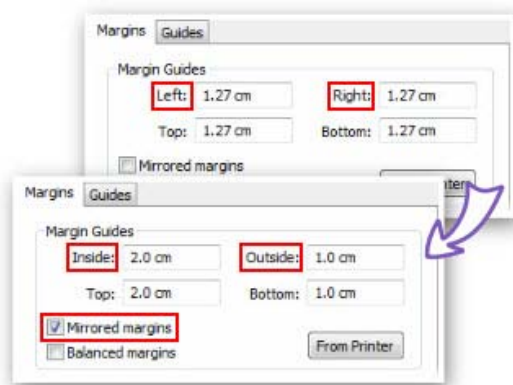 Margins Guides
Margin Guides
Left: 1.27 cm Right: 1.27 cm
Top: 1.27 cm Bottom: 1.27 cm
Mirrored margins
Margins Guides
Margin Guides
Inside: 2.0 cm Outside: 1.0 cm
Top: 2.0 cm Bottom: 1.0 cm
Mirrored margins
Balanced margins From Printer